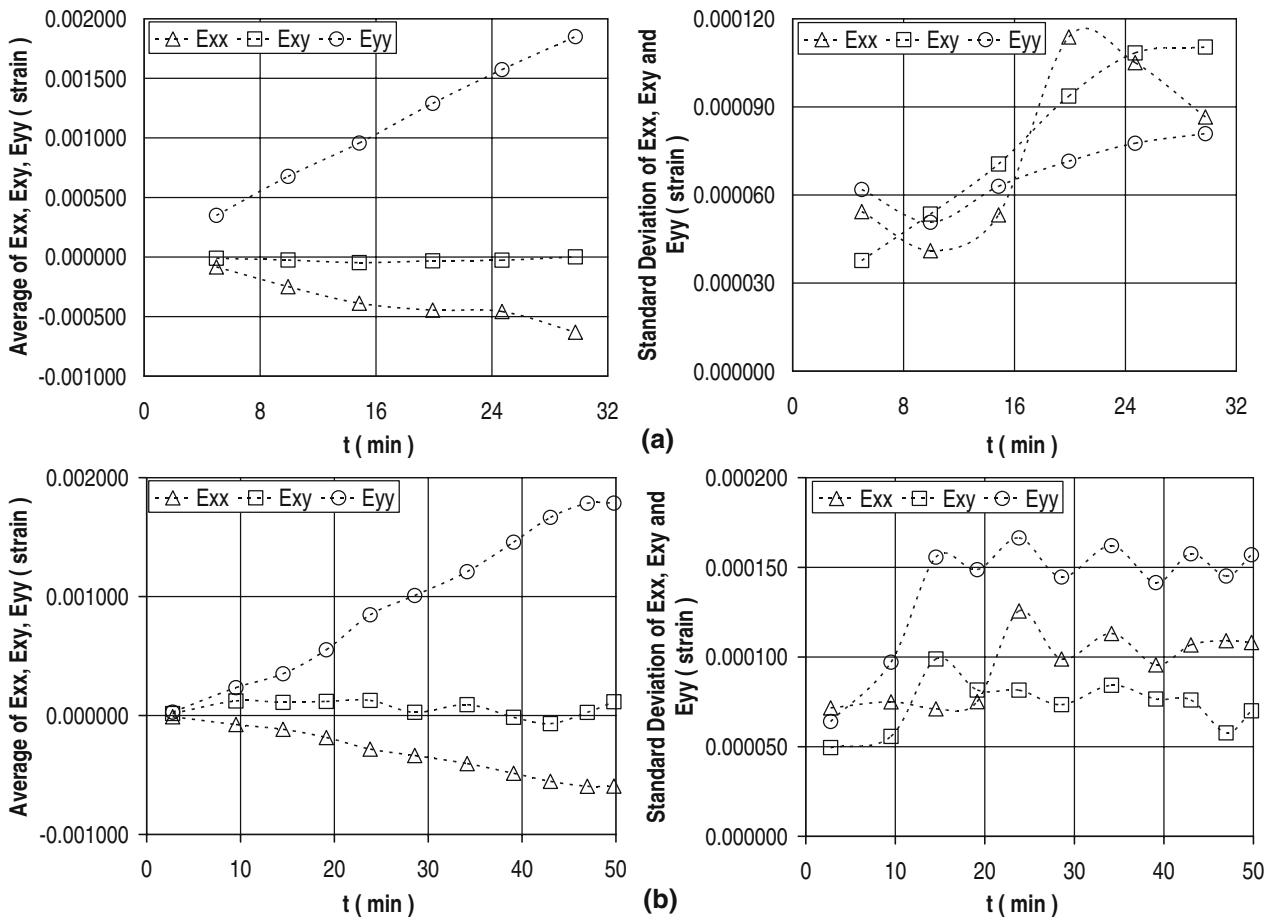 Average of Exx, Exy, Eyy ( strain )
0.002000
0.001500
0.001000
0.000500
0.000000
-0.000500
-0.001000
Exx Exy Eyy
0 8 16 24 32
t ( min )
Standard Deviation of Exx, Exy and
Eyy ( strain )
0.000120
0.000090
0.000060
0.000030
0.000000
Exx Exy Eyy
0 8 16 24 32
t ( min )
(a)
Average of Exx, Exy, Eyy ( strain )
0.002000
0.001000
0.000000
-0.001000
Exx Exy Eyy
0 10 20 30 40 50
t ( min )
Standard Deviation of Exx, Exy and
Eyy ( strain )
0.000200
0.000150
0.000100
0.000050
0.000000
Exx Exy Eyy
0 10 20 30 40 50
t ( min )
(b)